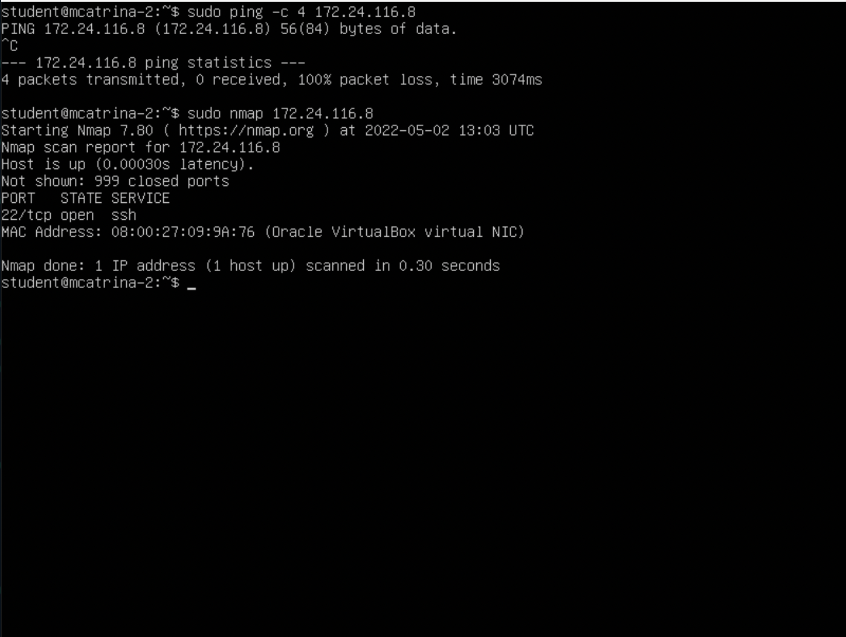 student@mcatrina-2:~$ sudo ping -c 4 172.24.116.8
PING 172.24.116.8 (172.24.116.8) 56(84) bytes of data.
^C
--- 172.24.116.8 ping statistics ---
4 packets transmitted, 0 received, 100% packet loss, time 3074ms
student@mcatrina-2:~$ sudo nmap 172.24.116.8
Starting Nmap 7.80 ( https://nmap.org ) at 2022-05-02 13:03 UTC
Nmap scan report for 172.24.116.8
Host is up (0.00030s latency).
Not shown: 999 closed ports
PORT   STATE SERVICE
22/tcp open  ssh
MAC Address: 08:00:27:09:9A:76 (Oracle VirtualBox virtual NIC)
Nmap done: 1 IP address (1 host up) scanned in 0.30 seconds
student@mcatrina-2:~$ _